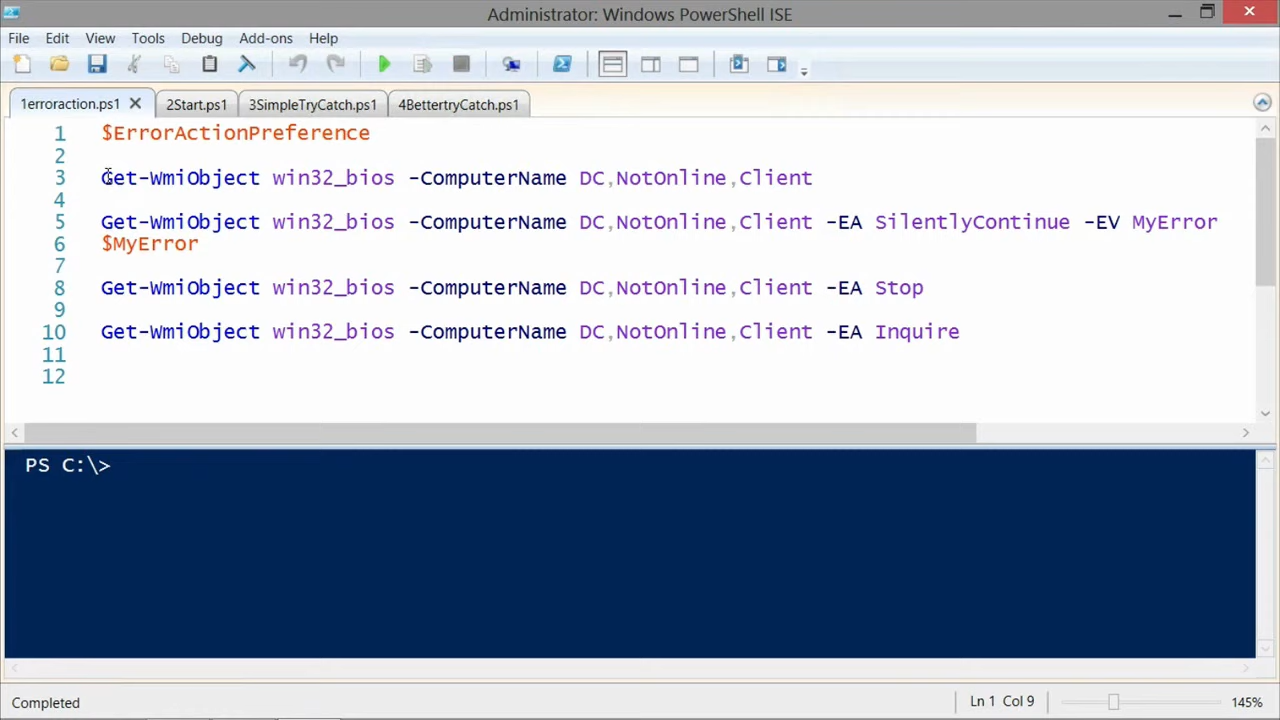 Administrator: Windows PowerShell ISE
File Edit View Tools Debug Add-ons Help
1erroraction.ps1 2Start.ps1 3SimpleTryCatch.ps1 4BettertryCatch.ps1
1 $ErrorActionPreference
2
3 Get-WmiObject win32_bios -ComputerName DC,NotOnline,Client
4
5 Get-WmiObject win32_bios -ComputerName DC,NotOnline,Client -EA SilentlyContinue -EV MyError
6 $MyError
7
8 Get-WmiObject win32_bios -ComputerName DC,NotOnline,Client -EA Stop
9
10 Get-WmiObject win32_bios -ComputerName DC,NotOnline,Client -EA Inquire
11
12
PS C:\>
Completed Ln 1 Col 9 145%